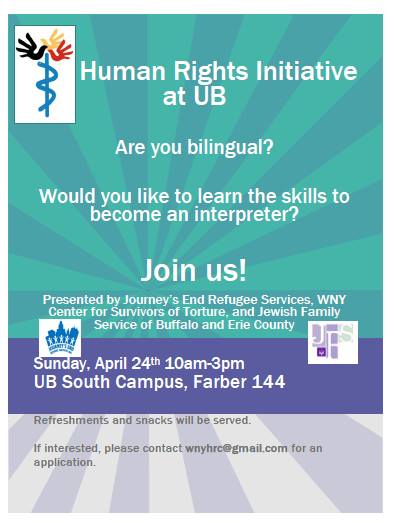 Human Rights Initiative
at UB
Are you bilingual?
Would you like to learn the skills to
become an interpreter?
Join us!
Presented by Journey's End Refugee Services, WNY
Center for Survivors of Torture, and Jewish Family
Service of Buffalo and Erie County
Sunday, April 24th 10am-3pm
UB South Campus, Farber 144
Refreshments and snacks will be served.
If interested, please contact wnyhrc@gmail.com for an
application.